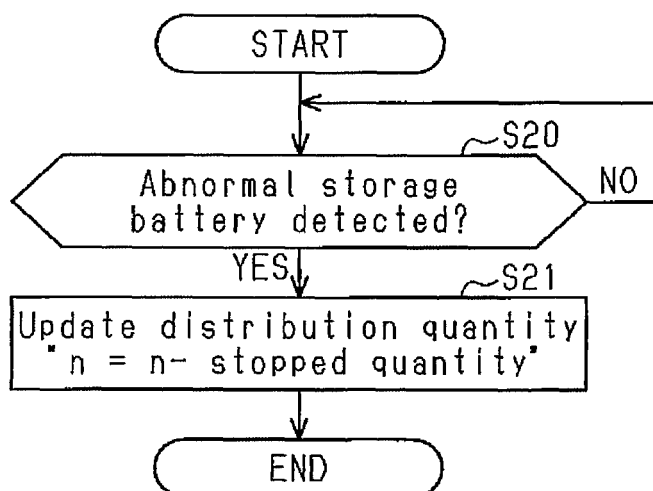 START
S20
Abnormal storage
battery detected?
NO
YES
S21
Update distribution quantity
"n = n- stopped quantity"
END